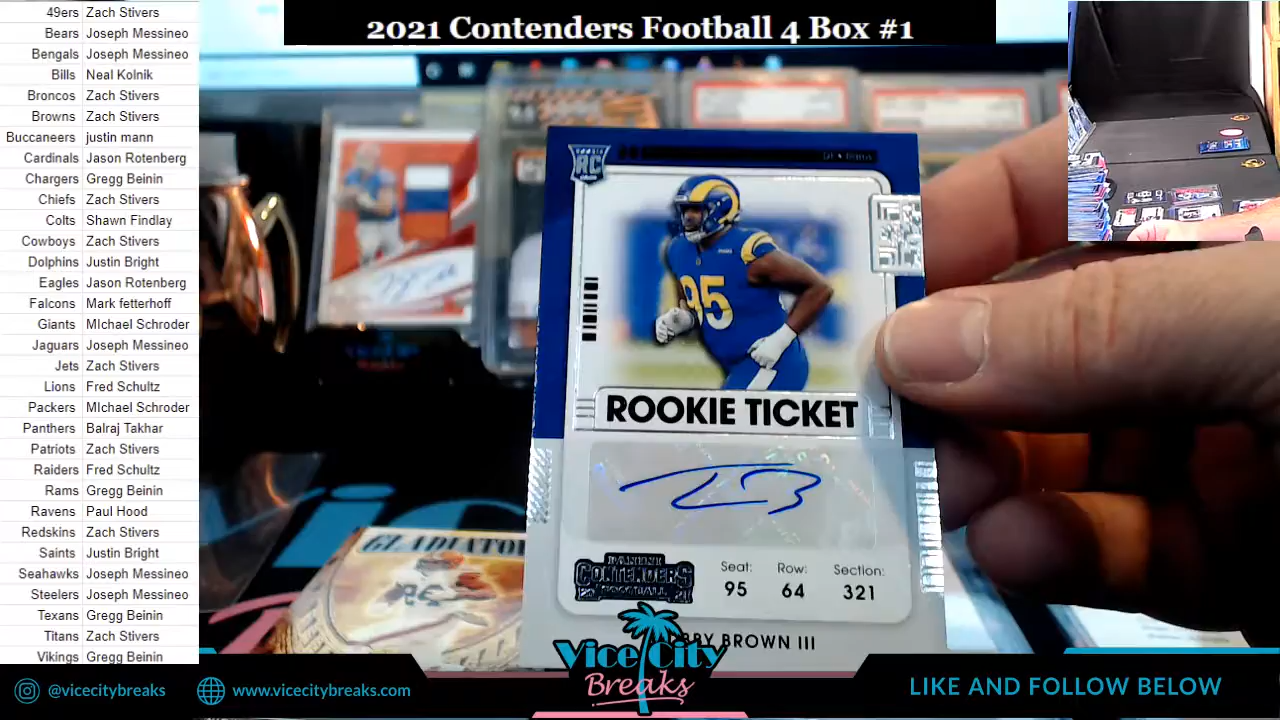 2021 Contenders Football 4 Box #1
49ers Zach Stivers
Bears Joseph Messineo
Bengals Joseph Messineo
Bills Neal Kolnik
Broncos Zach Stivers
Browns Zach Stivers
Buccaneers justin mann
Cardinals Jason Rotenberg
Chargers Gregg Beinin
Chiefs Zach Stivers
Colts Shawn Findlay
Cowboys Zach Stivers
Dolphins Justin Bright
Eagles Jason Rotenberg
Falcons Mark fetterhoff
Giants MIchael Schroder
Jaguars Joseph Messineo
Jets Zach Stivers
Lions Fred Schultz
Packers MIchael Schroder
Panthers Balraj Takhar
Patriots Zach Stivers
Raiders Fred Schultz
Rams Gregg Beinin
Ravens Paul Hood
Redskins Zach Stivers
Saints Justin Bright
Seahawks Joseph Messineo
Steelers Joseph Messineo
Texans Gregg Beinin
Titans Zach Stivers
Vikings Gregg Beinin
RC
95
ROOKIE TICKET
PANINI
CONTENDERS
FOOTBALL
Seat: Row: Section:
95 64 321
BROWN III
GLADIATO
Vice City
Breaks
@vicecitybreaks
www.vicecitybreaks.com
LIKE AND FOLLOW BELOW